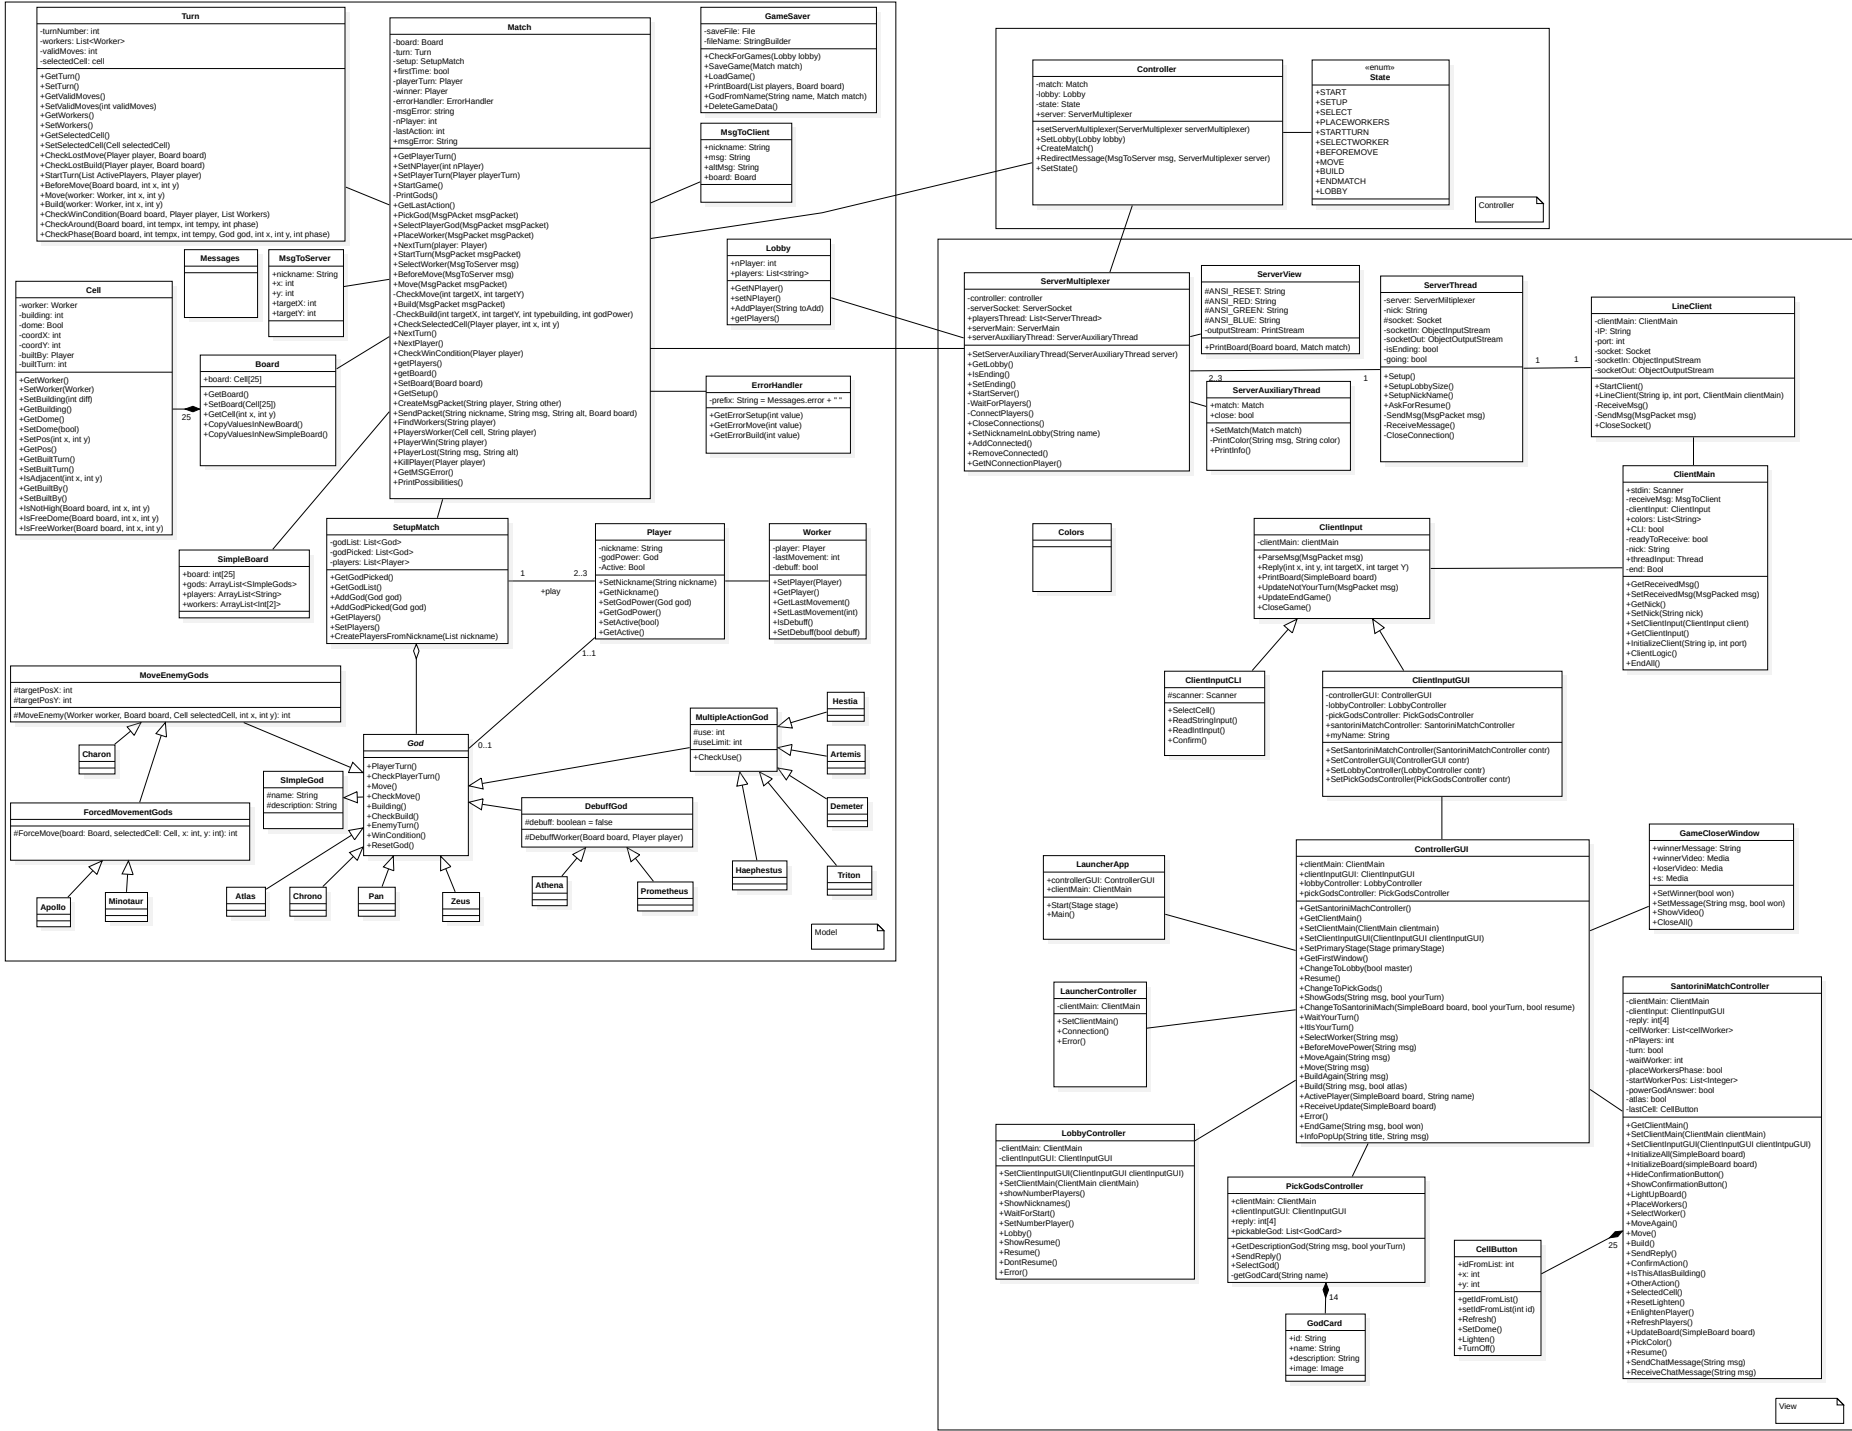 Turn
-turnNumber: int
-workers: List<Worker>
-validMoves: int
-selectedCell: cell
+GetTurn()
+SetTurn()
+GetValidMoves()
+SetValidMoves(int validMoves)
+GetWorkers()
+SetWorkers()
+GetSelectedCell()
+SetSelectedCell(Cell selectedCell)
+CheckLostMove(Player player, Board board)
+CheckLostBuild(Player player, Board board)
+StartTurn(List ActivePlayers, Player player)
+BeforeMove(Board board, int x, int y)
+Move(worker: Worker, int x, int y)
+Build(worker: Worker, int x, int y)
+CheckWinCondition(Board board, Player player, List Workers)
+CheckAround(Board board, int tempx, int tempy, int phase)
+CheckPhase(Board board, int tempx, int tempy, God god, int x, int y, int phase)
Match
-board: Board
-turn: Turn
-setup: SetupMatch
+firstTime: bool
-playerTurn: Player
-winner: Player
-errorHandler: ErrorHandler
-msgError: string
-nPlayer: int
-lastAction: int
+msgError: String
+GetPlayerTurn()
+SetNPlayer(int nPlayer)
+SetPlayerTurn(Player playerTurn)
+StartGame()
-PrintGods()
+GetLastAction()
+PickGod(MsgPAcket msgPacket)
+SelectPlayerGod(MsgPacket msgPacket)
+PlaceWorker(MsgPacket msgPacket)
+NextTurn(player: Player)
+StartTurn(MsgPacket msgPacket)
+SelectWorker(MsgToServer msg)
+BeforeMove(MsgToServer msg)
+Move(MsgPacket msgPacket)
-CheckMove(int targetX, int targetY)
+Build(MsgPacket msgPacket)
-CheckBuild(int targetX, int targetY, int typebuilding, int godPower)
+CheckSelectedCell(Player player, int x, int y)
+NextTurn()
+NextPlayer()
+CheckWinCondition(Player player)
+getPlayers()
+getBoard()
+SetBoard(Board board)
+GetSetup()
+CreateMsgPacket(String player, String other)
+SendPacket(String nickname, String msg, String alt, Board board)
+FindWorkers(String player)
+PlayersWorker(Cell cell, String player)
+PlayerWin(String player)
+PlayerLost(String msg, String alt)
+KillPlayer(Player player)
+GetMSGError()
+PrintPossibilities()
GameSaver
-saveFile: File
-fileName: StringBuilder
+CheckForGames(Lobby lobby)
+SaveGame(Match match)
+LoadGame()
+PrintBoard(List players, Board board)
+GodFromName(String name, Match match)
+DeleteGameData()
MsgToClient
+nickname: String
+msg: String
+altMsg: String
+board: Board
Messages
MsgToServer
+nickname: String
+x: int
+y: int
+targetX: int
+targetY: int
Lobby
+nPlayer: int
+players: List<string>
+GetNPlayer()
+setNPlayer()
+AddPlayer(String toAdd)
+getPlayers()
Cell
-worker: Worker
-building: int
-dome: Bool
-coordX: int
-coordY: int
-builtBy: Player
-builtTurn: int
+GetWorker()
+SetWorker(Worker)
+SetBuilding(int diff)
+GetBuilding()
+GetDome()
+SetDome(bool)
+SetPos(int x, int y)
+GetPos()
+GetBuiltTurn()
+SetBuiltTurn()
+IsAdjacent(int x, int y)
+GetBuiltBy()
+SetBuiltBy()
+IsNotHigh(Board board, int x, int y)
+IsFreeDome(Board board, int x, int y)
+IsFreeWorker(Board board, int x, int y)
25
Board
+board: Cell[25]
+GetBoard()
+SetBoard(Cell[25])
+GetCell(int x, int y)
+CopyValuesInNewBoard()
+CopyValuesInNewSimpleBoard()
ErrorHandler
-prefix: String = Messages.error + " "
+GetErrorSetup(int value)
+GetErrorMove(int value)
+GetErrorBuild(int value)
SimpleBoard
+board: int[25]
+gods: ArrayList<SImpleGods>
+players: ArrayList<String>
+workers: ArrayList<Int[2]>
SetupMatch
-godList: List<God>
-godPicked: List<God>
-players: List<Player>
+GetGodPicked()
+GetGodList()
+AddGod(God god)
+AddGodPicked(God god)
+GetPlayers()
+SetPlayers()
+CreatePlayersFromNickname(List nickname)
1
2..3
+play
Player
-nickname: String
-godPower: God
-Active: Bool
+SetNickname(String nickname)
+GetNickname()
+SetGodPower(God god)
+GetGodPower()
+SetActive(bool)
+GetActive()
1..1
Worker
-player: Player
-lastMovement: int
-debuff: bool
+SetPlayer(Player)
+GetPlayer()
+GetLastMovement()
+SetLastMovement(int)
+IsDebuff()
+SetDebuff(bool debuff)
MoveEnemyGods
#targetPosX: int
#targetPosY: int
#MoveEnemy(Worker worker, Board board, Cell selectedCell, int x, int y): int
Charon
ForcedMovementGods
#ForceMove(board: Board, selectedCell: Cell, x: int, y: int): int
Apollo
Minotaur
SImpleGod
#name: String
#description: String
God
+PlayerTurn()
+CheckPlayerTurn()
+Move()
+CheckMove()
+Building()
+CheckBuild()
+EnemyTurn()
+WinCondition()
+ResetGod()
0..1
Atlas
Chrono
Pan
Zeus
DebuffGod
#debuff: boolean = false
#DebuffWorker(Board board, Player player)
Athena
Prometheus
MultipleActionGod
#use: int
#useLimit: int
+CheckUse()
Hestia
Artemis
Demeter
Haephestus
Triton
Model
Controller
-match: Match
-lobby: Lobby
-state: State
+server: ServerMultiplexer
+setServerMultiplexer(ServerMultiplexer serverMultiplexer)
+SetLobby(Lobby lobby)
+CreateMatch()
+RedirectMessage(MsgToServer msg, ServerMultiplexer server)
+SetState()
«enum»
State
+START
+SETUP
+SELECT
+PLACEWORKERS
+STARTTURN
+SELECTWORKER
+BEFOREMOVE
+MOVE
+BUILD
+ENDMATCH
+LOBBY
Controller
ServerMultiplexer
-controller: controller
-serverSocket: ServerSocket
+playersThread: List<ServerThread>
+serverMain: ServerMain
+serverAuxiliaryThread: ServerAuxiliaryThread
+SetServerAuxiliaryThread(ServerAuxiliaryThread server)
+GetLobby()
+IsEnding()
+SetEnding()
+StartServer()
-WaitForPlayers()
-ConnectPlayers()
+CloseConnections()
+SetNicknameInLobby(String name)
+AddConnected()
+RemoveConnected()
+GetNConnectionPlayer()
ServerView
#ANSI_RESET: String
#ANSI_RED: String
#ANSI_GREEN: String
#ANSI_BLUE: String
-outputStream: PrintStream
+PrintBoard(Board board, Match match)
2..3
1
ServerAuxiliaryThread
+match: Match
+close: bool
+SetMatch(Match match)
-PrintColor(String msg, String color)
+PrintInfo()
ServerThread
-server: ServerMiltiplexer
-nick: String
#socket: Socket
-socketIn: ObjectInputStream
-socketOut: ObjectOutputStream
-isEnding: bool
-going: bool
+Setup()
+SetupLobbySize()
-SetupNickName()
+AskForResume()
-SendMsg(MsgPacket msg)
-ReceiveMessage()
-CloseConnection()
1
1
LineClient
-clientMain: ClientMain
-IP: String
-port: int
-socket: Socket
-socketIn: ObjectInputStream
-socketOut: ObjectOutputStream
+StartClient()
+LineClient(String ip, int port, ClientMain clientMain)
-ReceiveMsg()
-SendMsg(MsgPacket msg)
+CloseSocket()
ClientMain
+stdin: Scanner
-receiveMsg: MsgToClient
-clientInput: ClientInput
+colors: List<String>
+CLI: bool
-readyToReceive: bool
-nick: String
+threadInput: Thread
-end: Bool
+GetReceivedMsg()
+SetReceivedMsg(MsgPacked msg)
+GetNick()
+SetNick(String nick)
+SetClientInput(ClientInput client)
+GetClientInput()
+InitializeClient(String ip, int port)
+ClientLogic()
+EndAll()
Colors
ClientInput
-clientMain: clientMain
+ParseMsg(MsgPacket msg)
+Reply(int x, int y, int targetX, int target Y)
+PrintBoard(SimpleBoard board)
+UpdateNotYourTurn(MsgPacket msg)
+UpdateEndGame()
+CloseGame()
ClientInputCLI
#scanner: Scanner
+SelectCell()
+ReadStringInput()
+ReadIntInput()
+Confirm()
ClientInputGUI
-controllerGUI: ControllerGUI
-lobbyController: LobbyController
-pickGodsController: PickGodsController
+santoriniMatchController: SantoriniMatchController
+myName: String
+SetSantoriniMatchController(SantoriniMatchController contr)
+SetControllerGUI(ControllerGUI contr)
+SetLobbyController(LobbyController contr)
+SetPickGodsController(PickGodsController contr)
LauncherApp
+controllerGUI: ControllerGUI
+clientMain: ClientMain
+Start(Stage stage)
+Main()
LauncherController
-clientMain: ClientMain
+SetClientMain()
+Connection()
+Error()
ControllerGUI
+clientMain: ClientMain
+clientInputGUI: ClientInputGUI
+lobbyController: LobbyController
+pickGodsController: PickGodsController
+GetSantoriniMachController()
+GetClientMain()
+SetClientMain(ClientMain clientmain)
+SetClientInputGUI(ClientInputGUI clientInputGUI)
+SetPrimaryStage(Stage primaryStage)
+GetFirstWindow()
+ChangeToLobby(bool master)
+Resume()
+ChangeToPickGods()
+ShowGods(String msg, bool yourTurn)
+ChangeToSantoriniMach(SimpleBoard board, bool yourTurn, bool resume)
+WaitYourTurn()
+ItIsYourTurn()
+SelectWorker(String msg)
+BeforeMovePower(String msg)
+MoveAgain(String msg)
+Move(String msg)
+BuildAgain(String msg)
+Build(String msg, bool atlas)
+ActivePlayer(SimpleBoard board, String name)
+ReceiveUpdate(SimpleBoard board)
+Error()
+EndGame(String msg, bool won)
+InfoPopUp(String title, String msg)
GameCloserWindow
+winnerMessage: String
+winnerVideo: Media
+loserVideo: Media
+s: Media
+SetWinner(bool won)
+SetMessage(String msg, bool won)
+ShowVideo()
+CloseAll()
LobbyController
-clientMain: ClientMain
-clientInputGUI: ClientInputGUI
+SetClientInputGUI(ClientInputGUI clientInputGUI)
+SetClientMain(ClientMain clientMain)
+showNumberPlayers()
+ShowNicknames()
+WaitForStart()
+SetNumberPlayer()
+Lobby()
+ShowResume()
+Resume()
+DontResume()
+Error()
PickGodsController
+clientMain: ClientMain
+clientInputGUI: ClientInputGUI
+reply: int[4]
+pickableGod: List<GodCard>
+GetDescriptionGod(String msg, bool yourTurn)
+SendReply()
+SelectGod()
-getGodCard(String name)
14
GodCard
+id: String
+name: String
+description: String
+image: Image
CellButton
+idFromList: int
+x: int
+y: int
+getIdFromList()
+setIdFromList(int id)
+Refresh()
+SetDome()
+Lighten()
+TurnOff()
25
SantoriniMatchController
-clientMain: ClientMain
-clientInput: ClientInputGUI
-reply: int[4]
-cellWorker: List<cellWorker>
-nPlayers: int
-turn: bool
-waitWorker: int
-placeWorkersPhase: bool
-startWorkerPos: List<Integer>
-powerGodAnswer: bool
-atlas: bool
-lastCell: CellButton
+GetClientMain()
+SetClientMain(ClientMain clientMain)
+SetClientInputGUI(ClientInputGUI clientIntpuGUI)
+InitializeAll(SimpleBoard board)
+InitializeBoard(simpleBoard board)
+HideConfirmationButton()
+ShowConfirmationButton()
+LightUpBoard()
+PlaceWorkers()
+SelectWorker()
+MoveAgain()
+Move()
+Build()
+SendReply()
+ConfirmAction()
+IsThisAtlasBuilding()
+OtherAction()
+SelectedCell()
+ResetLighten()
+EnlightenPlayer()
+RefreshPlayers()
+UpdateBoard(SimpleBoard board)
+PickColor()
+Resume()
+SendChatMessage(String msg)
+ReceiveChatMessage(String msg)
View